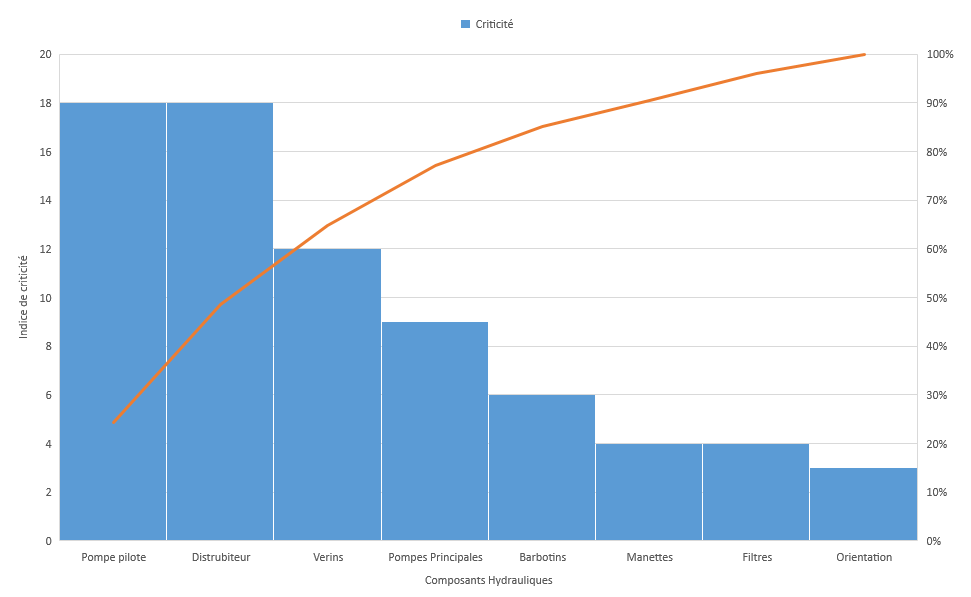 Criticité
20
18
16
14
12
10
8
6
4
2
0
100%
90%
80%
70%
60%
50%
40%
30%
20%
10%
0%
Indice de criticité
Pompe pilote
Distrubiteur
Verins
Pompes Principales
Barbotins
Manettes
Filtres
Orientation
Composants Hydrauliques